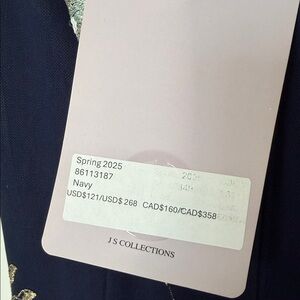 Spring 2025
86113187
Navy
USD$121/USD$ 268 CAD$160/CAD$358
J S COLLECTIONS